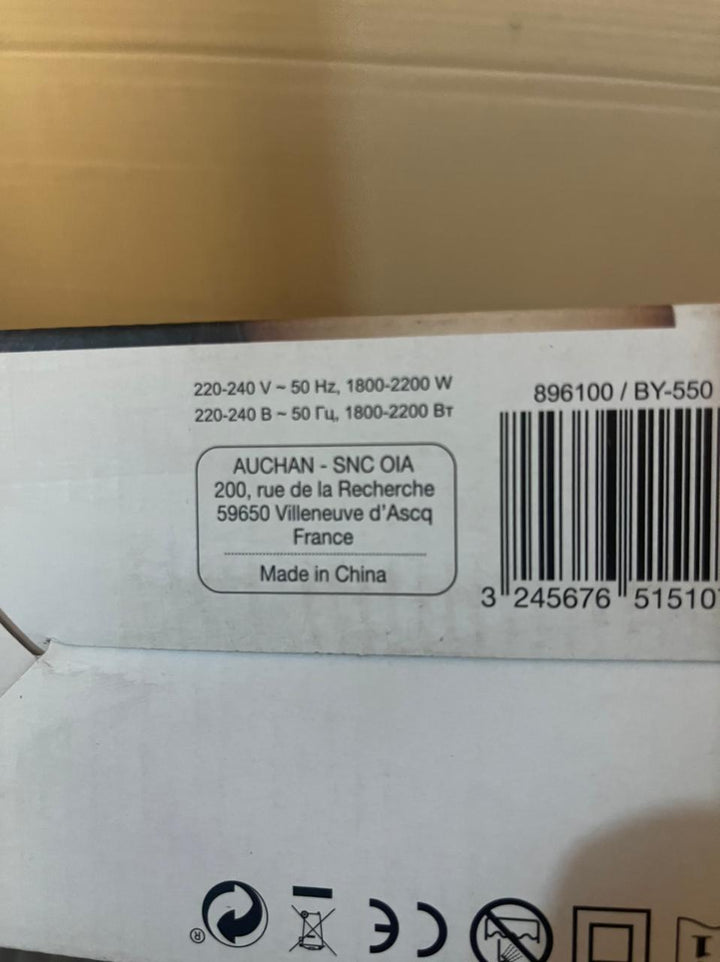 220-240 V ~ 50 Hz, 1800-2200 W
220-240 В ~ 50 Гц, 1800-2200 Вт
896100 / BY-550
AUCHAN - SNC OIA
200, rue de la Recherche
59650 Villeneuve d'Ascq
France
Made in China
3 245676 51510
®